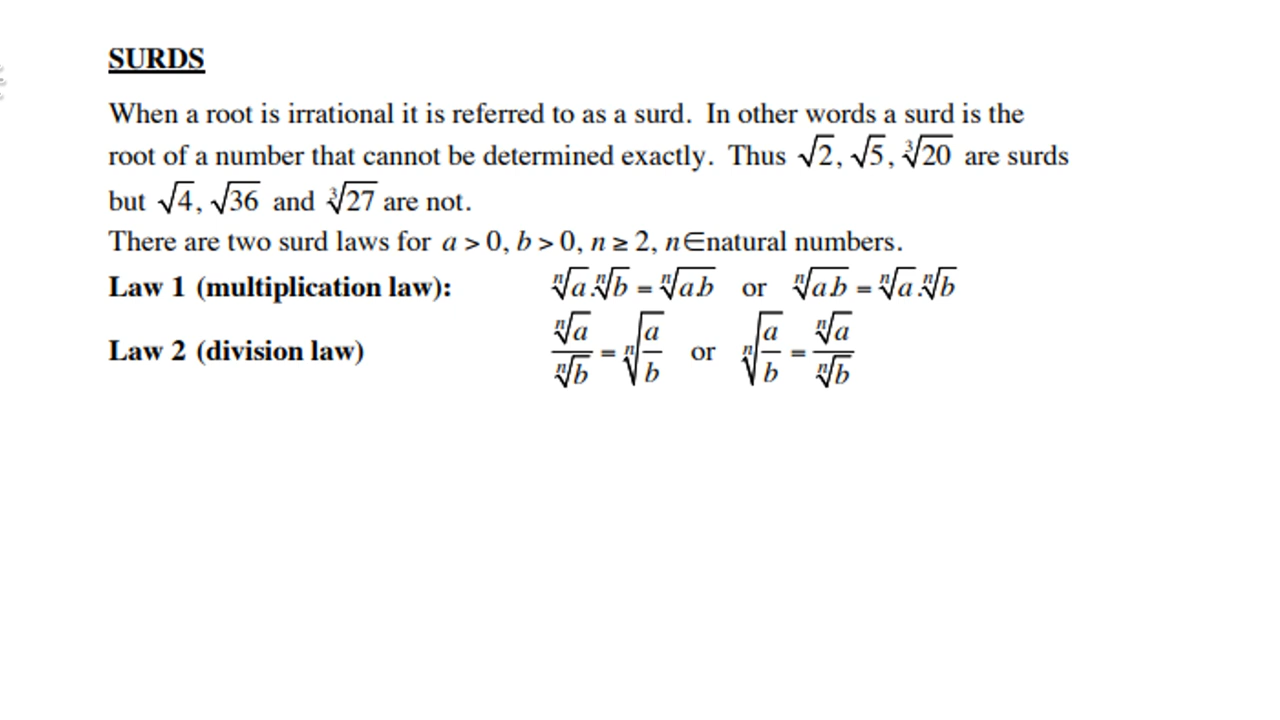 SURDS
When a root is irrational it is referred to as a surd. In other words a surd is the
root of a number that cannot be determined exactly. Thus √2, √5, ∛20 are surds
but √4, √36 and ∛27 are not.
There are two surd laws for a > 0, b > 0, n ≥ 2, n∈natural numbers.
Law 1 (multiplication law): ⁿ√a.ⁿ√b = ⁿ√ab or ⁿ√ab = ⁿ√a.ⁿ√b
Law 2 (division law) ⁿ√a/ⁿ√b = ⁿ√(a/b) or ⁿ√(a/b) = ⁿ√a/ⁿ√b